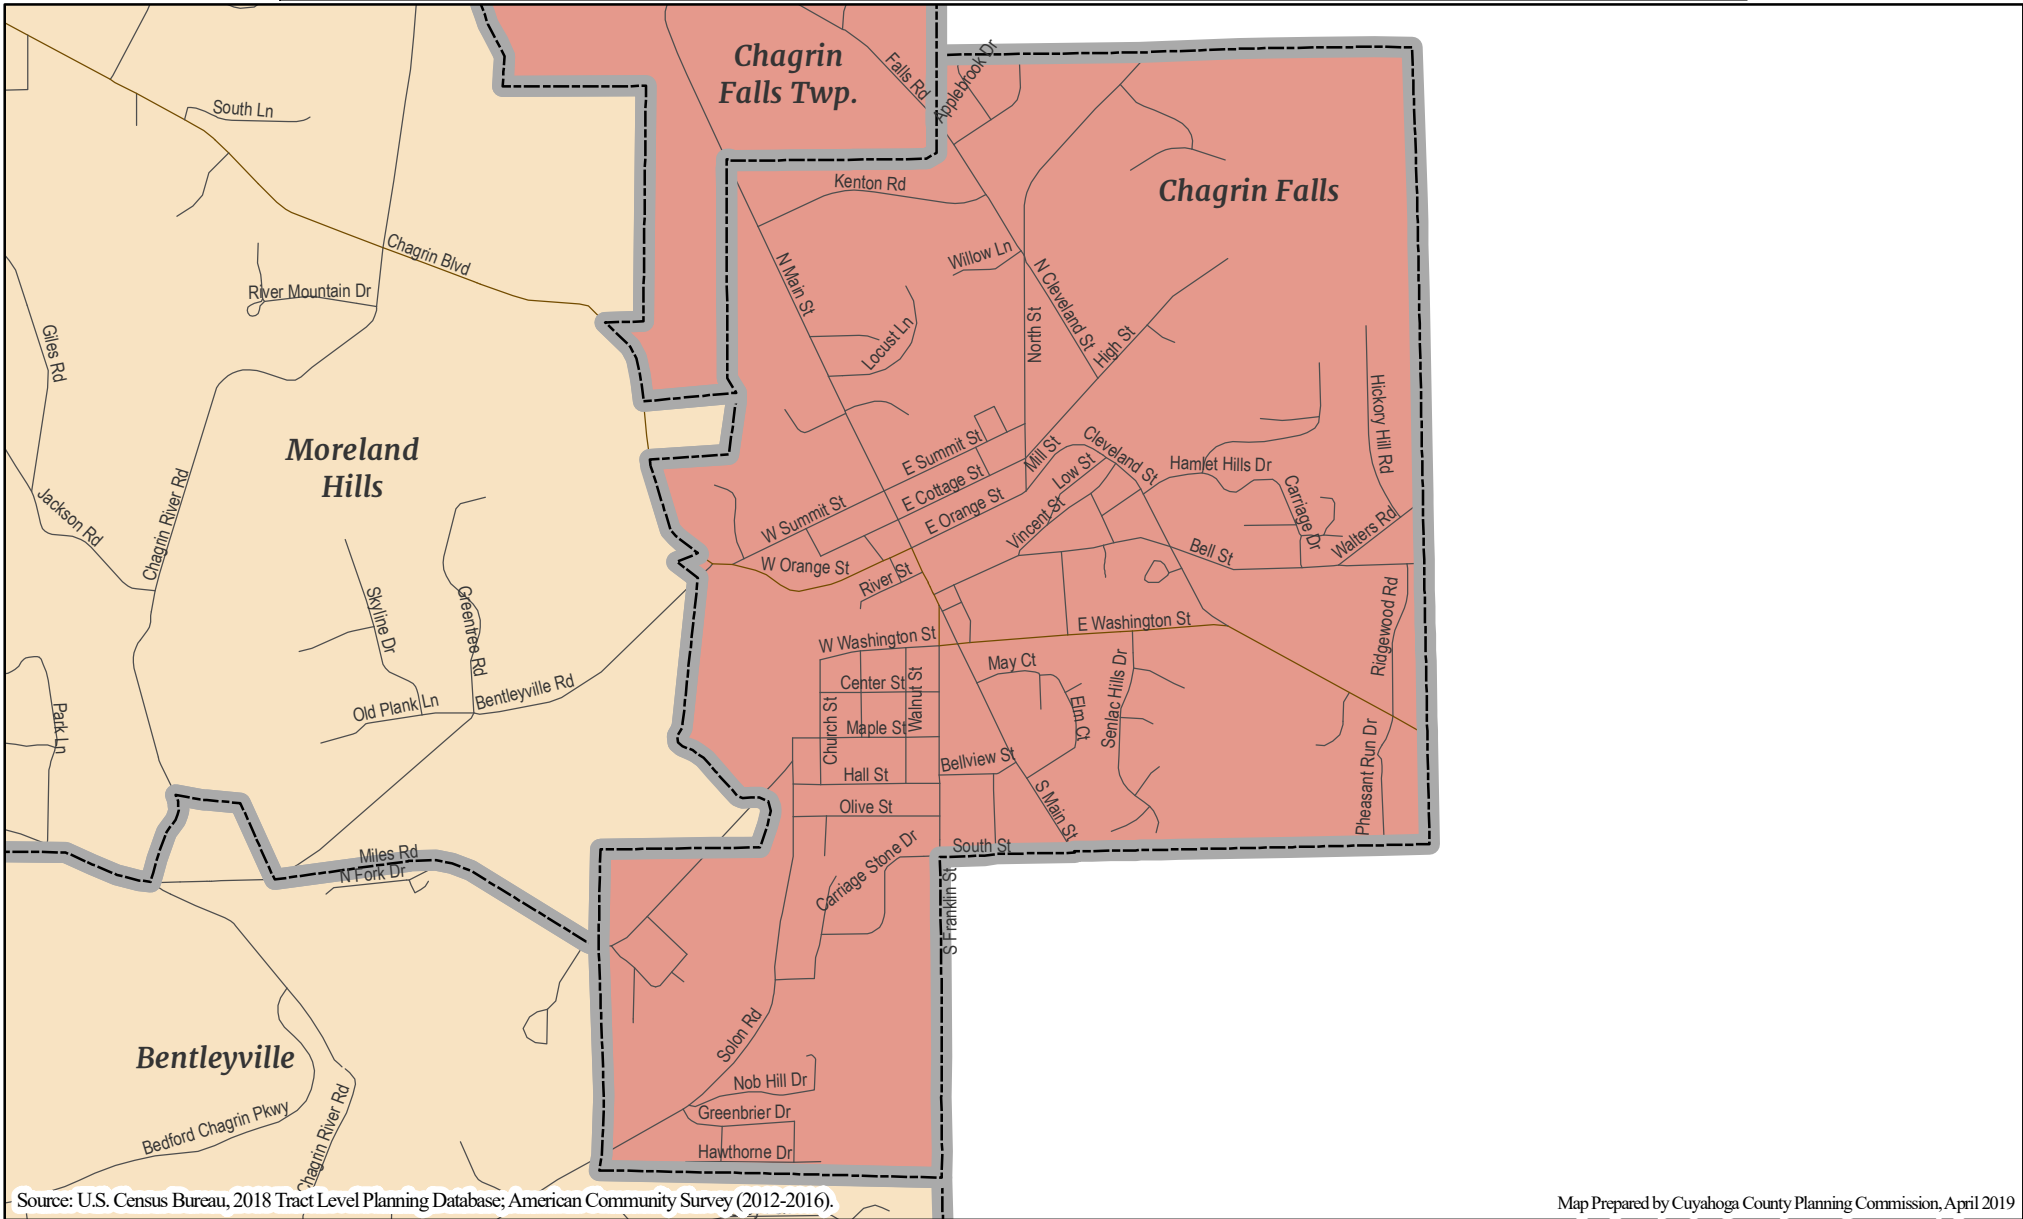 Chagrin
Falls Twp.
Falls Rd
Applebrook Dr
South Ln
Kenton Rd
Chagrin Falls
Chagrin Blvd
Willow Ln
N Main St
N Cleveland St
River Mountain Dr
Giles Rd
Locust Ln
North St
High St
Hickory Hill Rd
Moreland
Hills
E Summit St
Mill St
Cleveland St
Low St
Hamlet Hills Dr
Jackson Rd
Chagrin River Rd
E Cottage St
W Summit St
E Orange St
Vincent St
Carriage Dr
Walters Rd
Bell St
W Orange St
River St
Skyline Dr
Greentree Rd
Ridgewood Rd
W Washington St
E Washington St
May Ct
Center St
Walnut St
Old Plank Ln
Bentleyville Rd
Church St
Maple St
Elm Ct
Senlac Hills Dr
Park Ln
Bellview St
Pheasant Run Dr
Hall St
Olive St
S Main St
South St
Miles Rd
N Fork Dr
Carriage Stone Dr
S Franklin St
Solon Rd
Bentleyville
Nob Hill Dr
Greenbrier Dr
Hawthorne Dr
Bedford Chagrin Pkwy
Chagrin River Rd
Source: U.S. Census Bureau, 2018 Tract Level Planning Database; American Community Survey (2012-2016).
Map Prepared by Cuyahoga County Planning Commission, April 2019